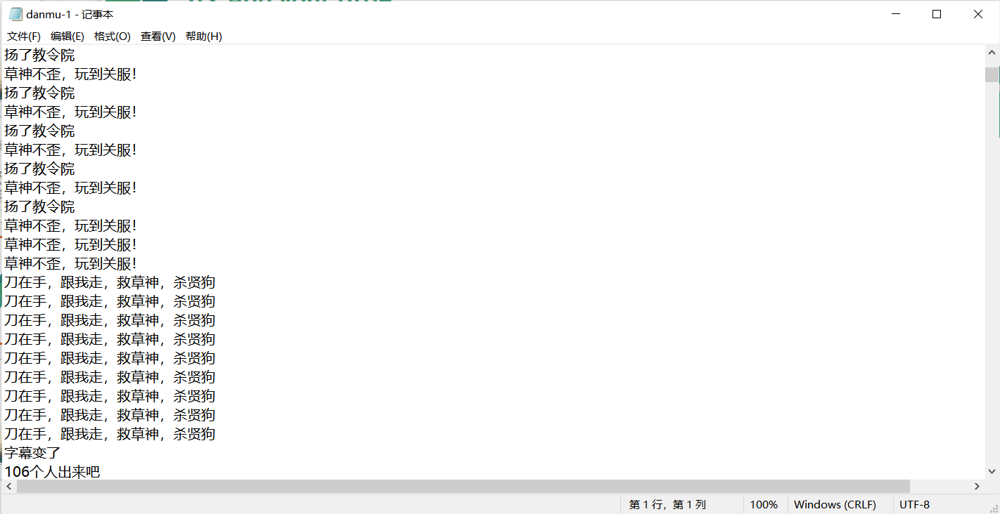 danmu-1 - 记事本
文件(F) 编辑(E) 格式(O) 查看(V) 帮助(H)
扬了教令院
草神不歪，玩到关服！
扬了教令院
草神不歪，玩到关服！
扬了教令院
草神不歪，玩到关服！
扬了教令院
草神不歪，玩到关服！
扬了教令院
草神不歪，玩到关服！
草神不歪，玩到关服！
草神不歪，玩到关服！
刀在手，跟我走，救草神，杀贤狗
刀在手，跟我走，救草神，杀贤狗
刀在手，跟我走，救草神，杀贤狗
刀在手，跟我走，救草神，杀贤狗
刀在手，跟我走，救草神，杀贤狗
刀在手，跟我走，救草神，杀贤狗
刀在手，跟我走，救草神，杀贤狗
刀在手，跟我走，救草神，杀贤狗
刀在手，跟我走，救草神，杀贤狗
字幕变了
106个人出来吧
第 1 行，第 1 列 100% Windows (CRLF) UTF-8